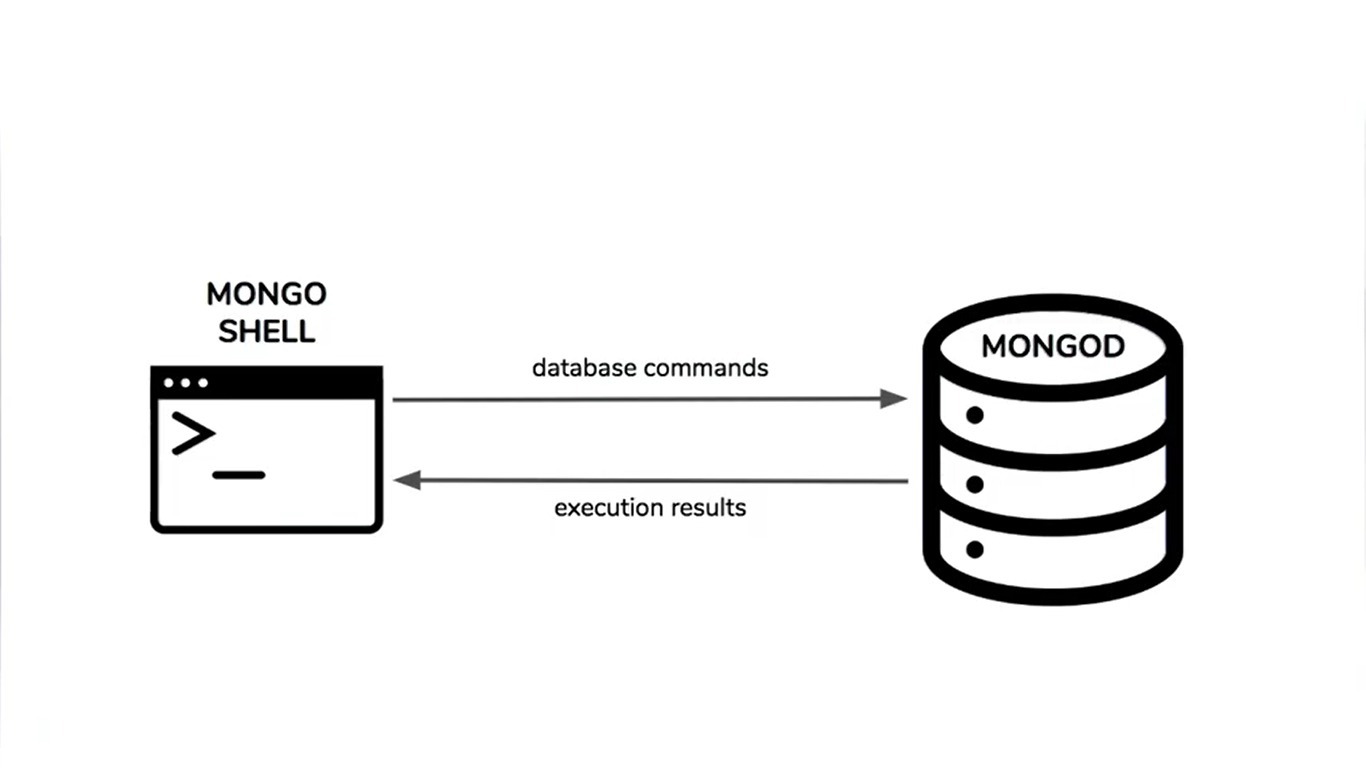 MONGO
SHELL
database commands
MONGOD
execution results